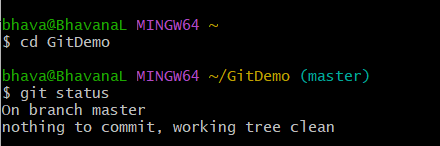 bhava@BhavanaL MINGW64 ~
$ cd GitDemo
bhava@BhavanaL MINGW64 ~/GitDemo (master)
$ git status
On branch master
nothing to commit, working tree clean